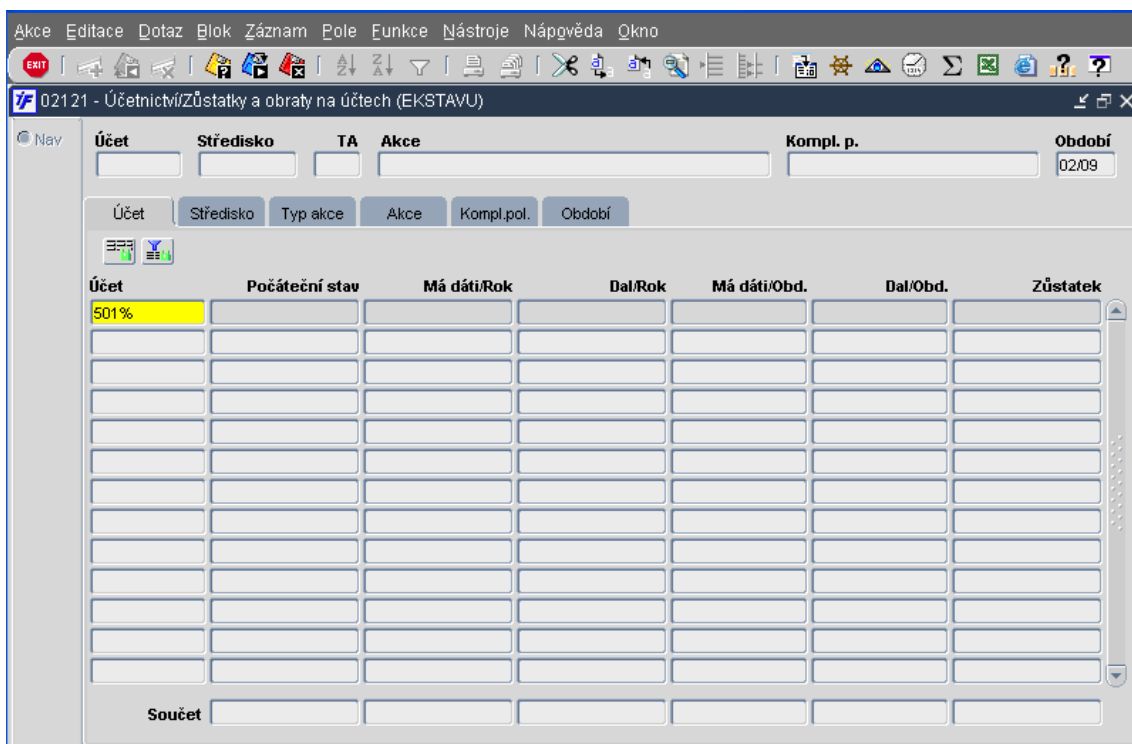 Akce Editace Dotaz Blok Záznam Pole Funkce Nástroje Nápověda Okno
EXIT
02121 - Účetnictví/Zůstatky a obraty na účtech (EKSTAVU)
Nav
Účet Středisko TA Akce Kompl. p. Období
02/09
Účet Středisko Typ akce Akce Kompl.pol. Období
Účet Počáteční stav Má dáti/Rok Dal/Rok Má dáti/Obd. Dal/Obd. Zůstatek
501%
Součet